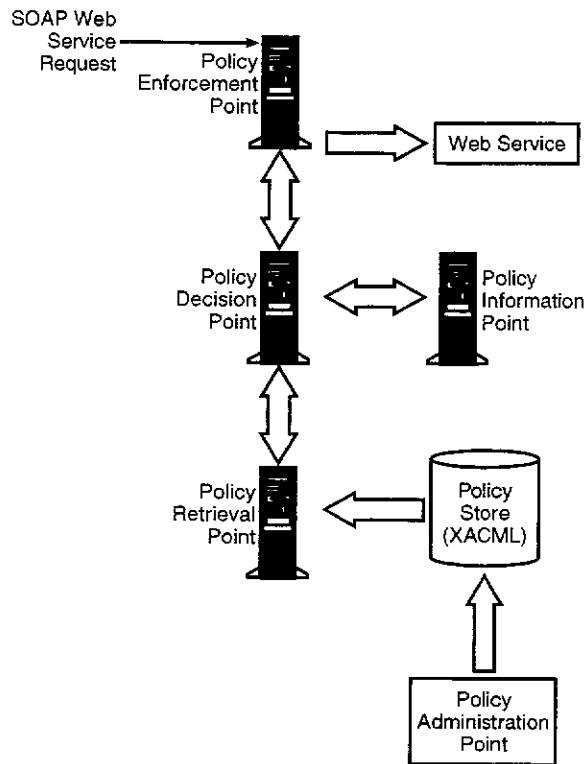 SOAP Web
Service
Request
Policy
Enforcement
Point
Web Service
Policy
Decision
Point
Policy
Information
Point
Policy
Retrieval
Point
Policy
Store
(XACML)
Policy
Administration
Point